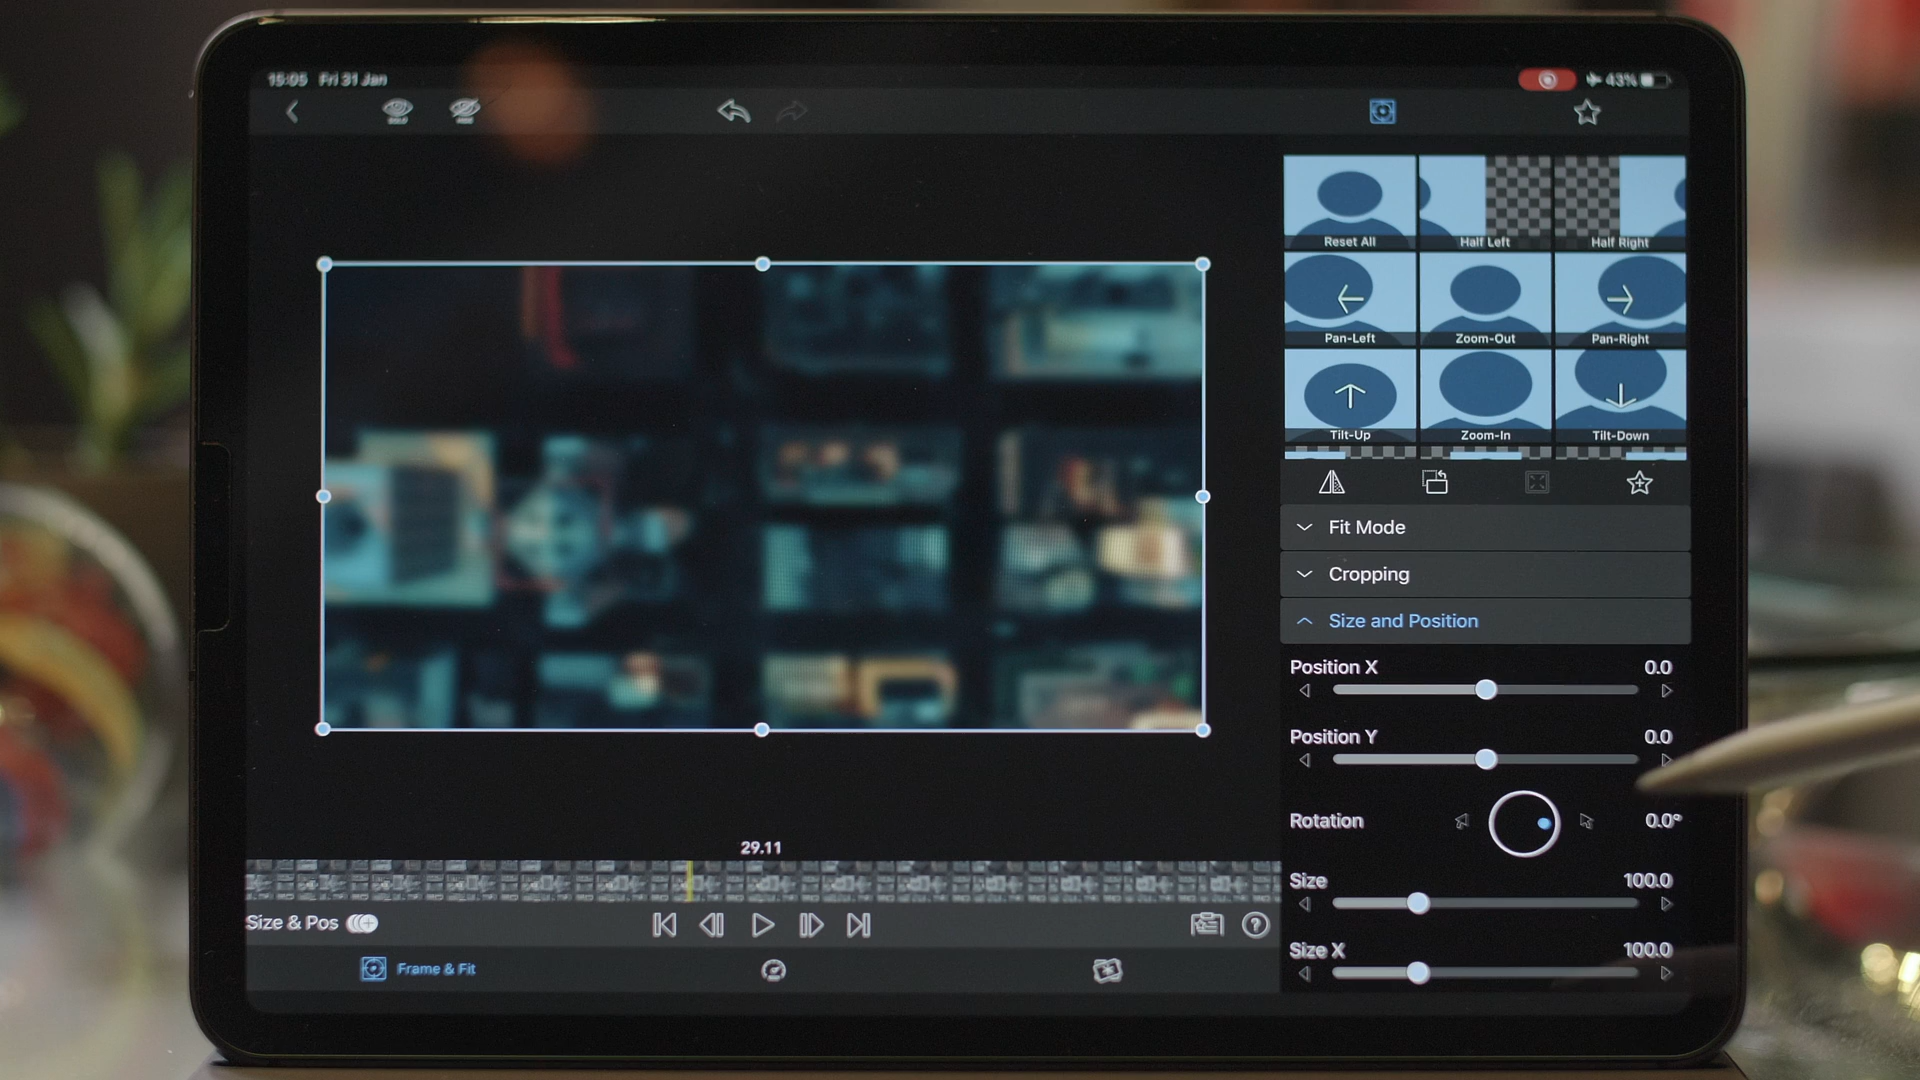 15:05 Fri 31 Jan
43%
Reset All
Half Left
Half Right
Pan-Left
Zoom-Out
Pan-Right
Tilt-Up
Zoom-In
Tilt-Down
Fit Mode
Cropping
Size and Position
Position X 0.0
Position Y 0.0
Rotation 0.0°
Size 100.0
Size X 100.0
29.11
Size & Pos
Frame & Fit